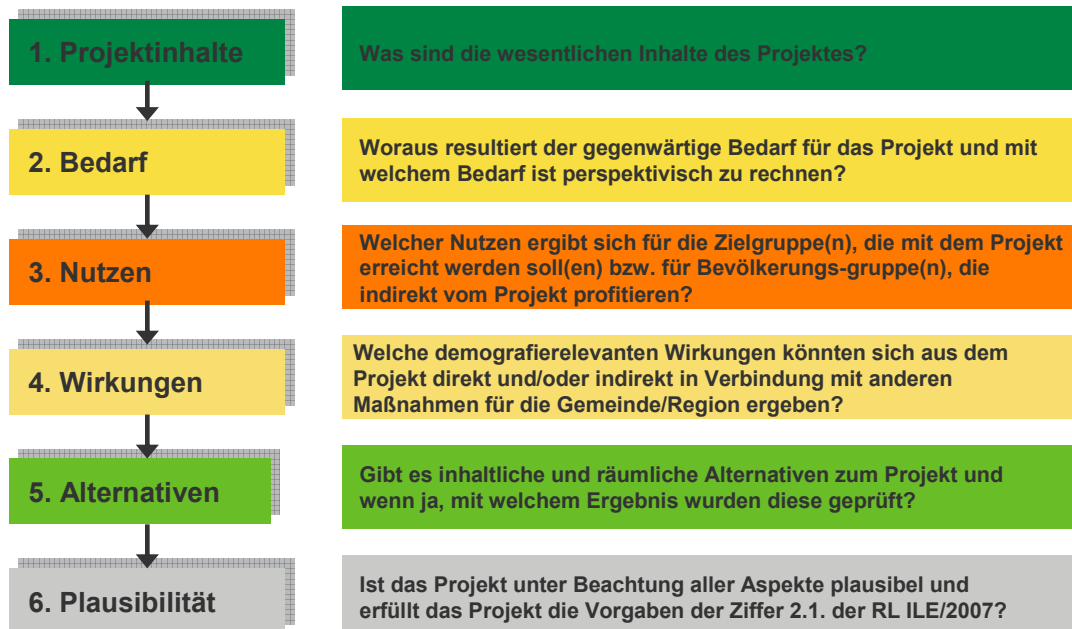 1. Projektinhalte
Was sind die wesentlichen Inhalte des Projektes?
2. Bedarf
Woraus resultiert der gegenwärtige Bedarf für das Projekt und mit
welchem Bedarf ist perspektivisch zu rechnen?
3. Nutzen
Welcher Nutzen ergibt sich für die Zielgruppe(n), die mit dem Projekt
erreicht werden soll(en) bzw. für Bevölkerungs-gruppe(n), die
indirekt vom Projekt profitieren?
4. Wirkungen
Welche demografierelevanten Wirkungen könnten sich aus dem
Projekt direkt und/oder indirekt in Verbindung mit anderen
Maßnahmen für die Gemeinde/Region ergeben?
5. Alternativen
Gibt es inhaltliche und räumliche Alternativen zum Projekt und
wenn ja, mit welchem Ergebnis wurden diese geprüft?
6. Plausibilität
Ist das Projekt unter Beachtung aller Aspekte plausibel und
erfüllt das Projekt die Vorgaben der Ziffer 2.1. der RL ILE/2007?